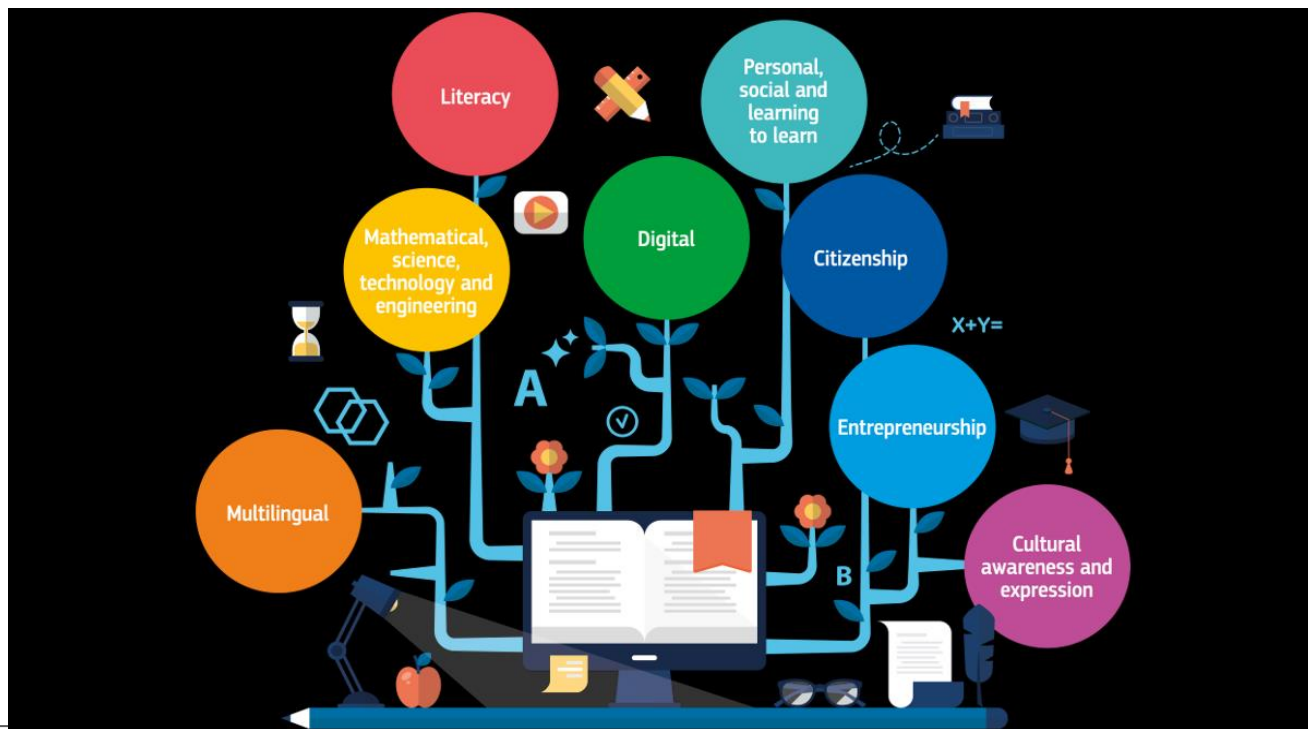 Literacy
Personal,
social and
learning
to learn
Mathematical,
science,
technology and
engineering
Digital
Citizenship
X+Y=
A
Entrepreneurship
Multilingual
B
Cultural
awareness and
expression